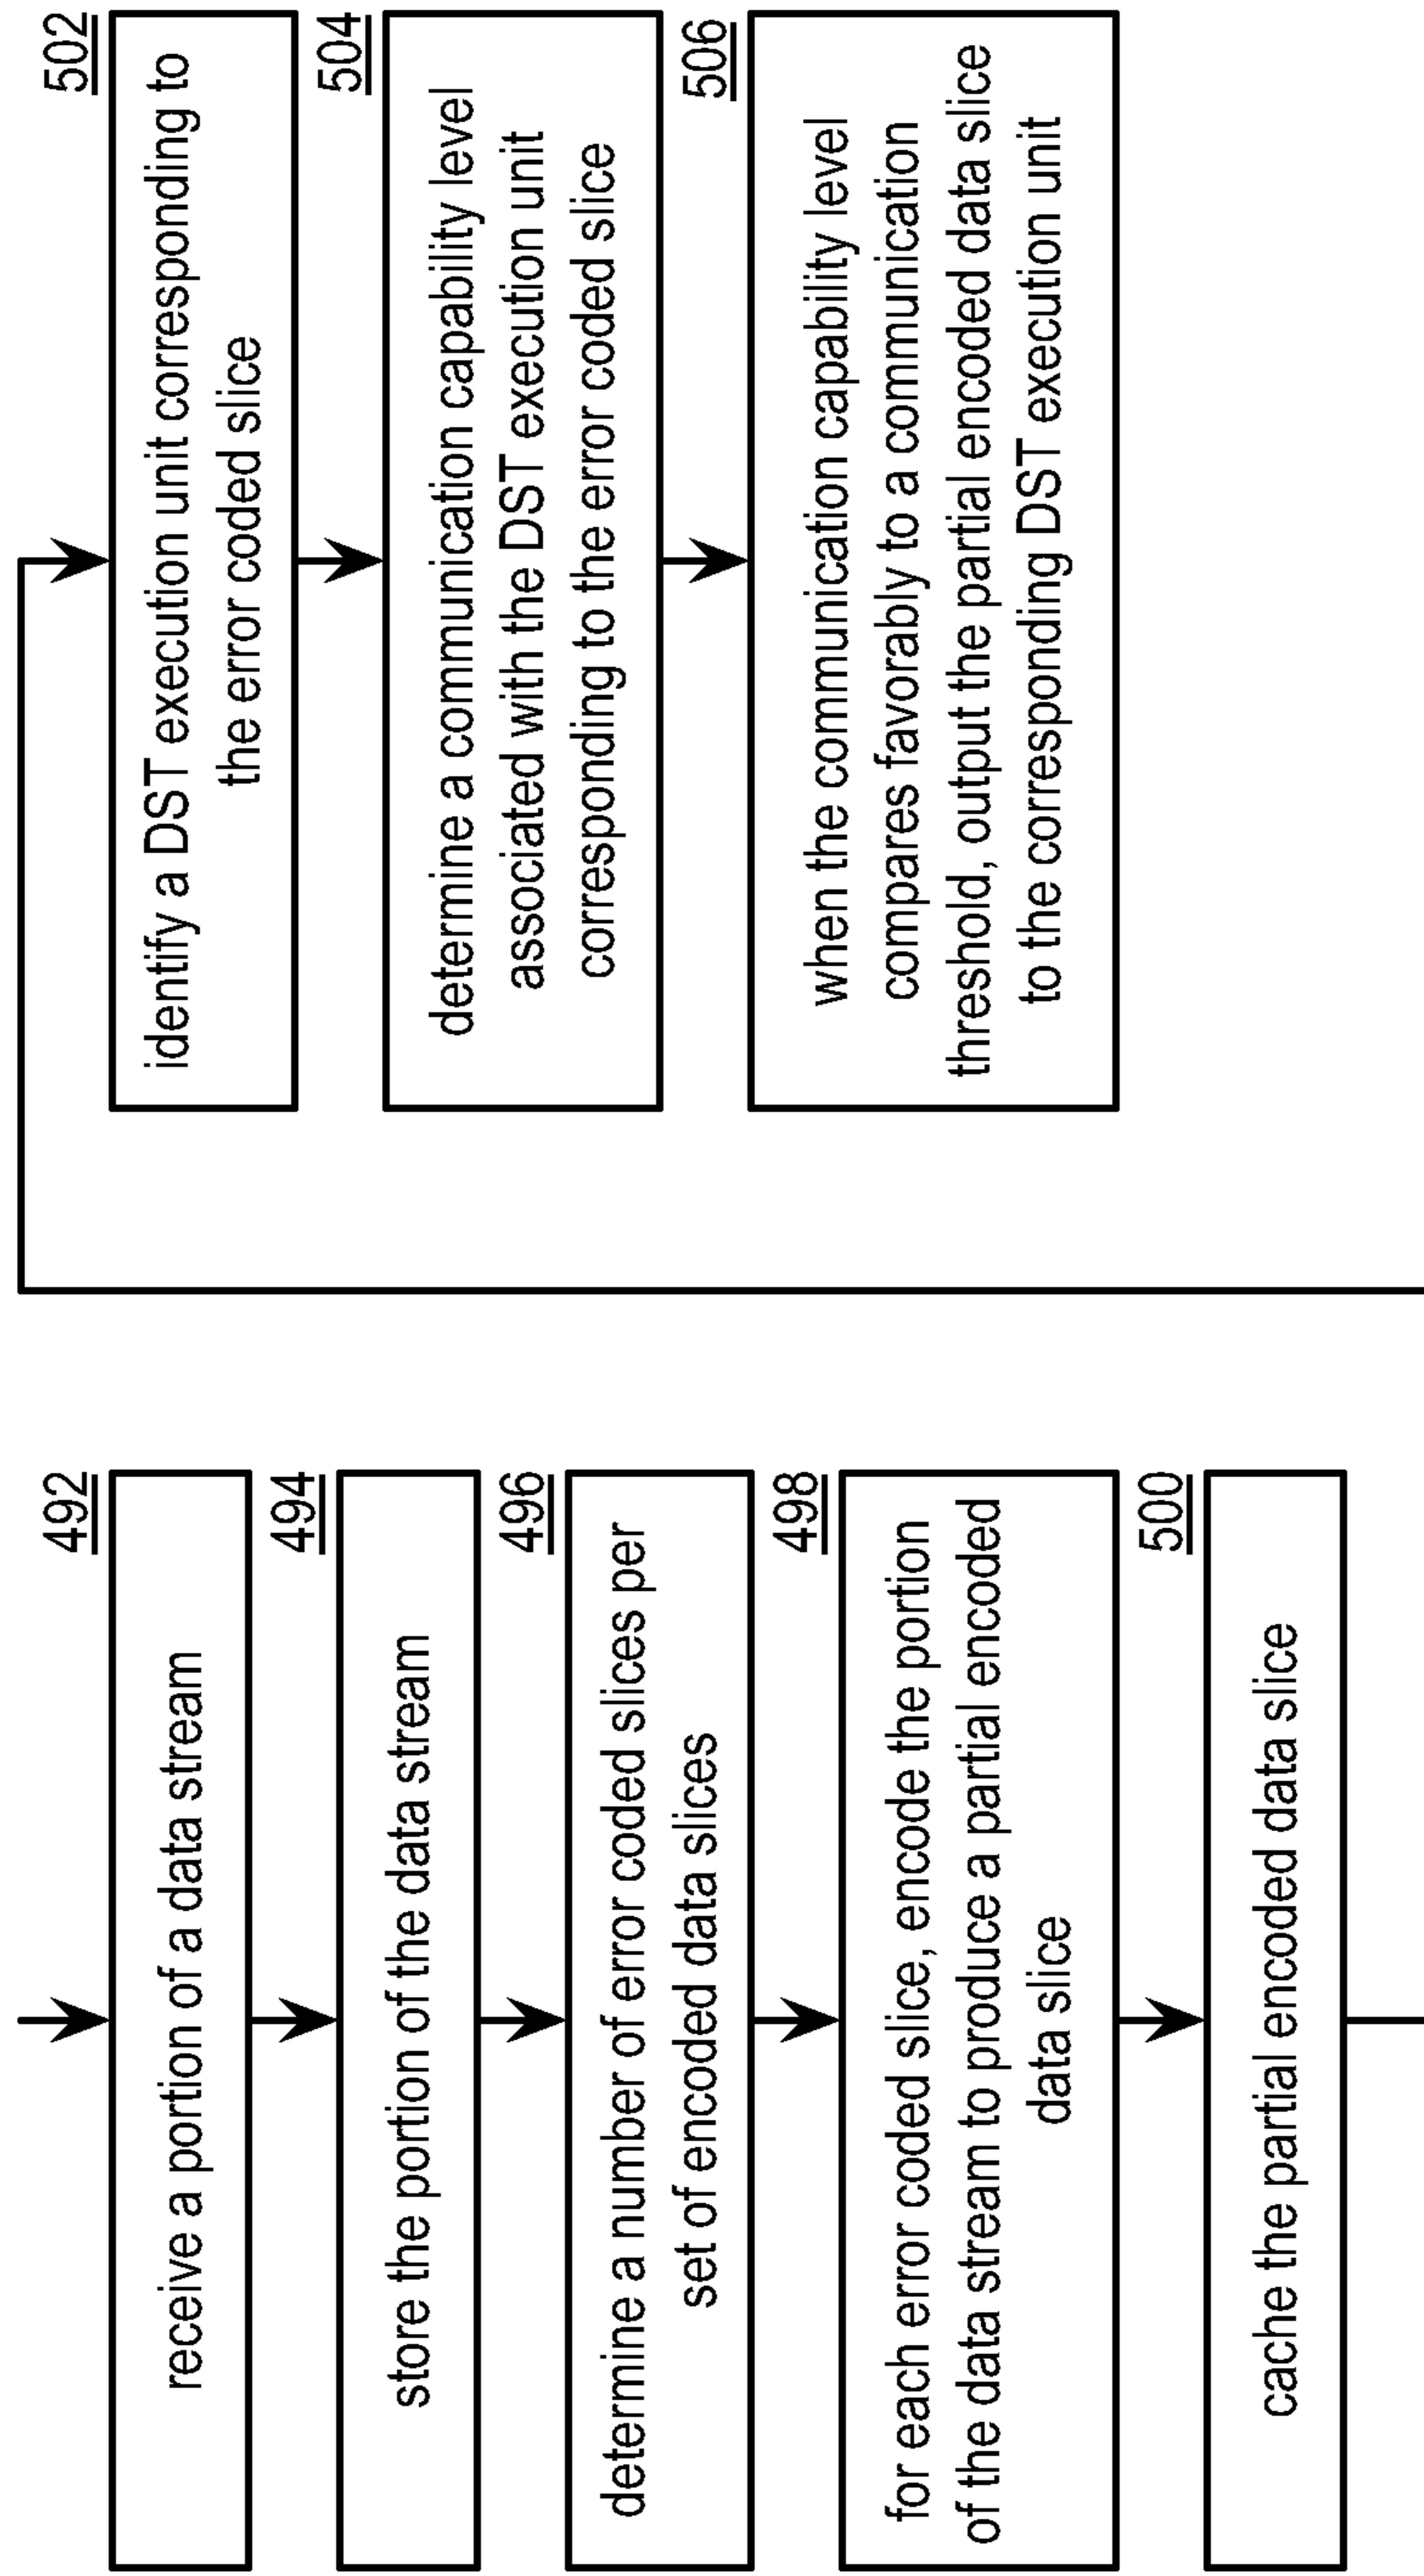 492
receive a portion of a data stream
494
store the portion of the data stream
496
determine a number of error coded slices per
set of encoded data slices
498
for each error coded slice, encode the portion
of the data stream to produce a partial encoded
data slice
500
cache the partial encoded data slice
502
identify a DST execution unit corresponding to
the error coded slice
504
determine a communication capability level
associated with the DST execution unit
corresponding to the error coded slice
506
when the communication capability level
compares favorably to a communication
threshold, output the partial encoded data slice
to the corresponding DST execution unit